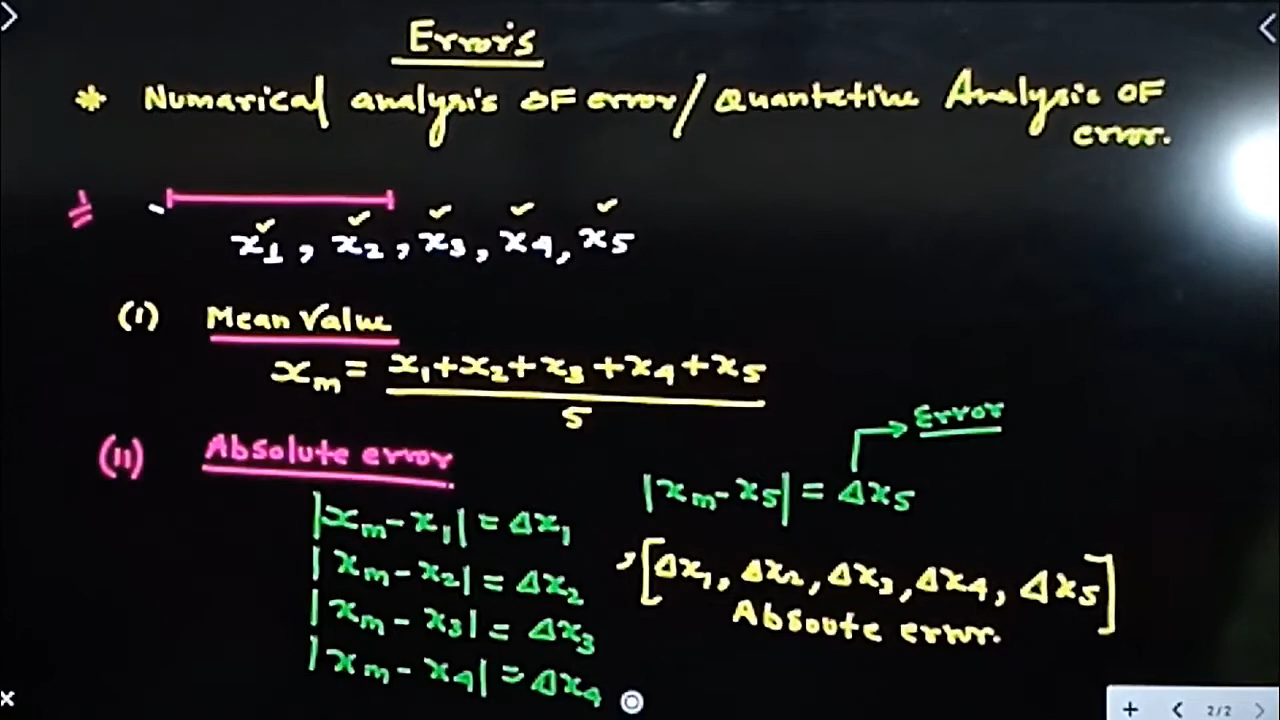 Errors
* Numarical analysis OF error/Quantative Analysis OF
error.
x1, x2, x3, x4, x5
(I) Mean Value
xm = x1+x2+x3+x4+x5
5
(II) Absolute error
Error
|xm-x5| = Δx5
|xm-x1| = Δx1
|xm-x2| = Δx2
|xm-x3| = Δx3
|xm-x4| = Δx4
[Δx1, Δx2, Δx3, Δx4, Δx5]
Absoute error.
2/2